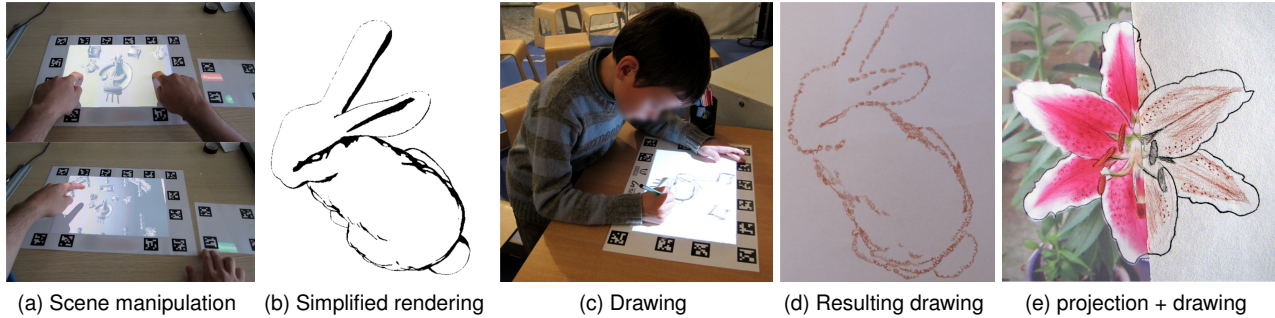 (a) Scene manipulation
(b) Simplified rendering
(c) Drawing
(d) Resulting drawing
(e) projection + drawing